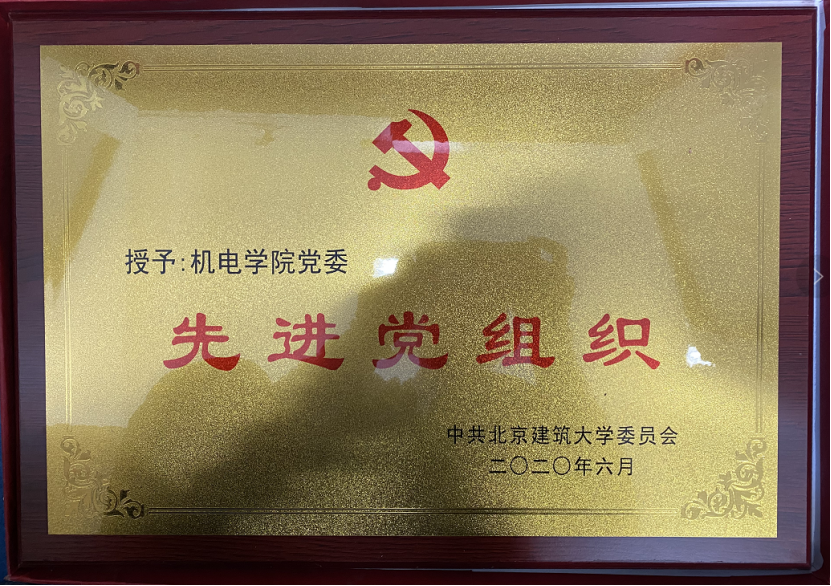 授予:机电学院党委
先进党组织
中共北京建筑大学委员会
二〇二〇年六月